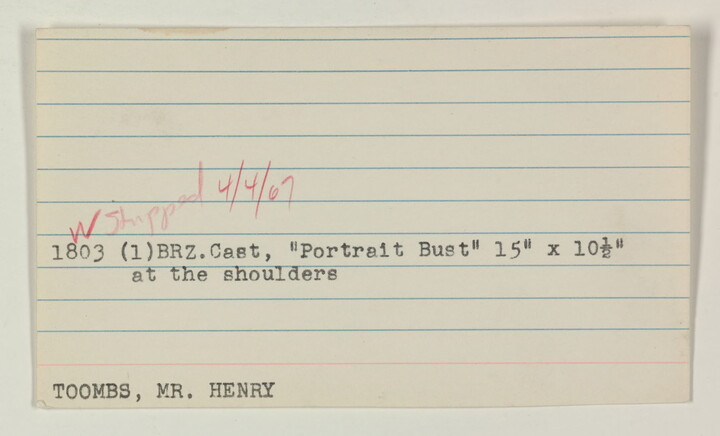 W Shipped 4/4/67
1803 (1)BRZ.Cast, "Portrait Bust" 15" x 10½"
at the shoulders
TOOMBS, MR. HENRY